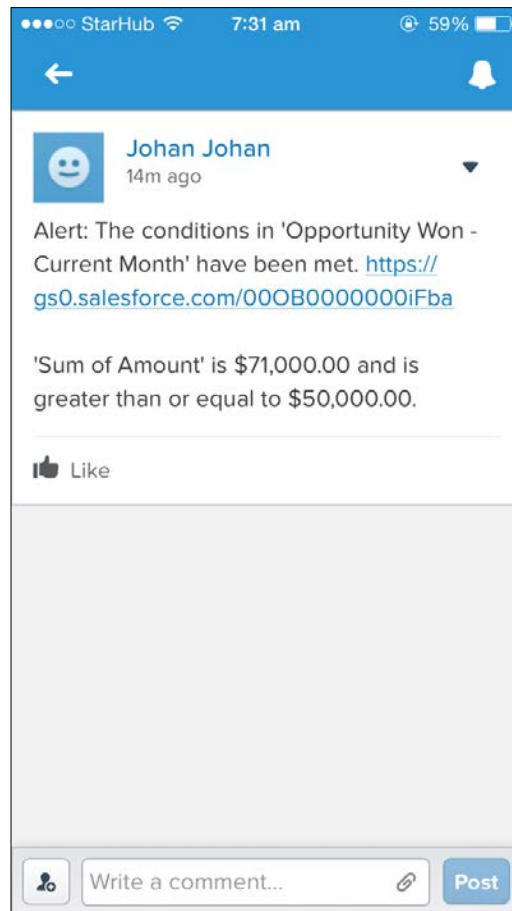 StarHub 7:31 am 59%
Johan Johan
14m ago
Alert: The conditions in 'Opportunity Won -
Current Month' have been met. https://
gs0.salesforce.com/00OB0000000iFba
'Sum of Amount' is $71,000.00 and is
greater than or equal to $50,000.00.
Like
Write a comment...
Post